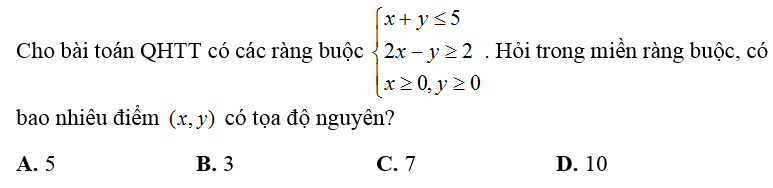 Cho bài toán QHTT có các ràng buộc { x + y ≤ 5
2x − y ≥ 2
x ≥ 0, y ≥ 0 . Hỏi trong miền ràng buộc, có
bao nhiêu điểm (x, y) có tọa độ nguyên?
A. 5 B. 3 C. 7 D. 10